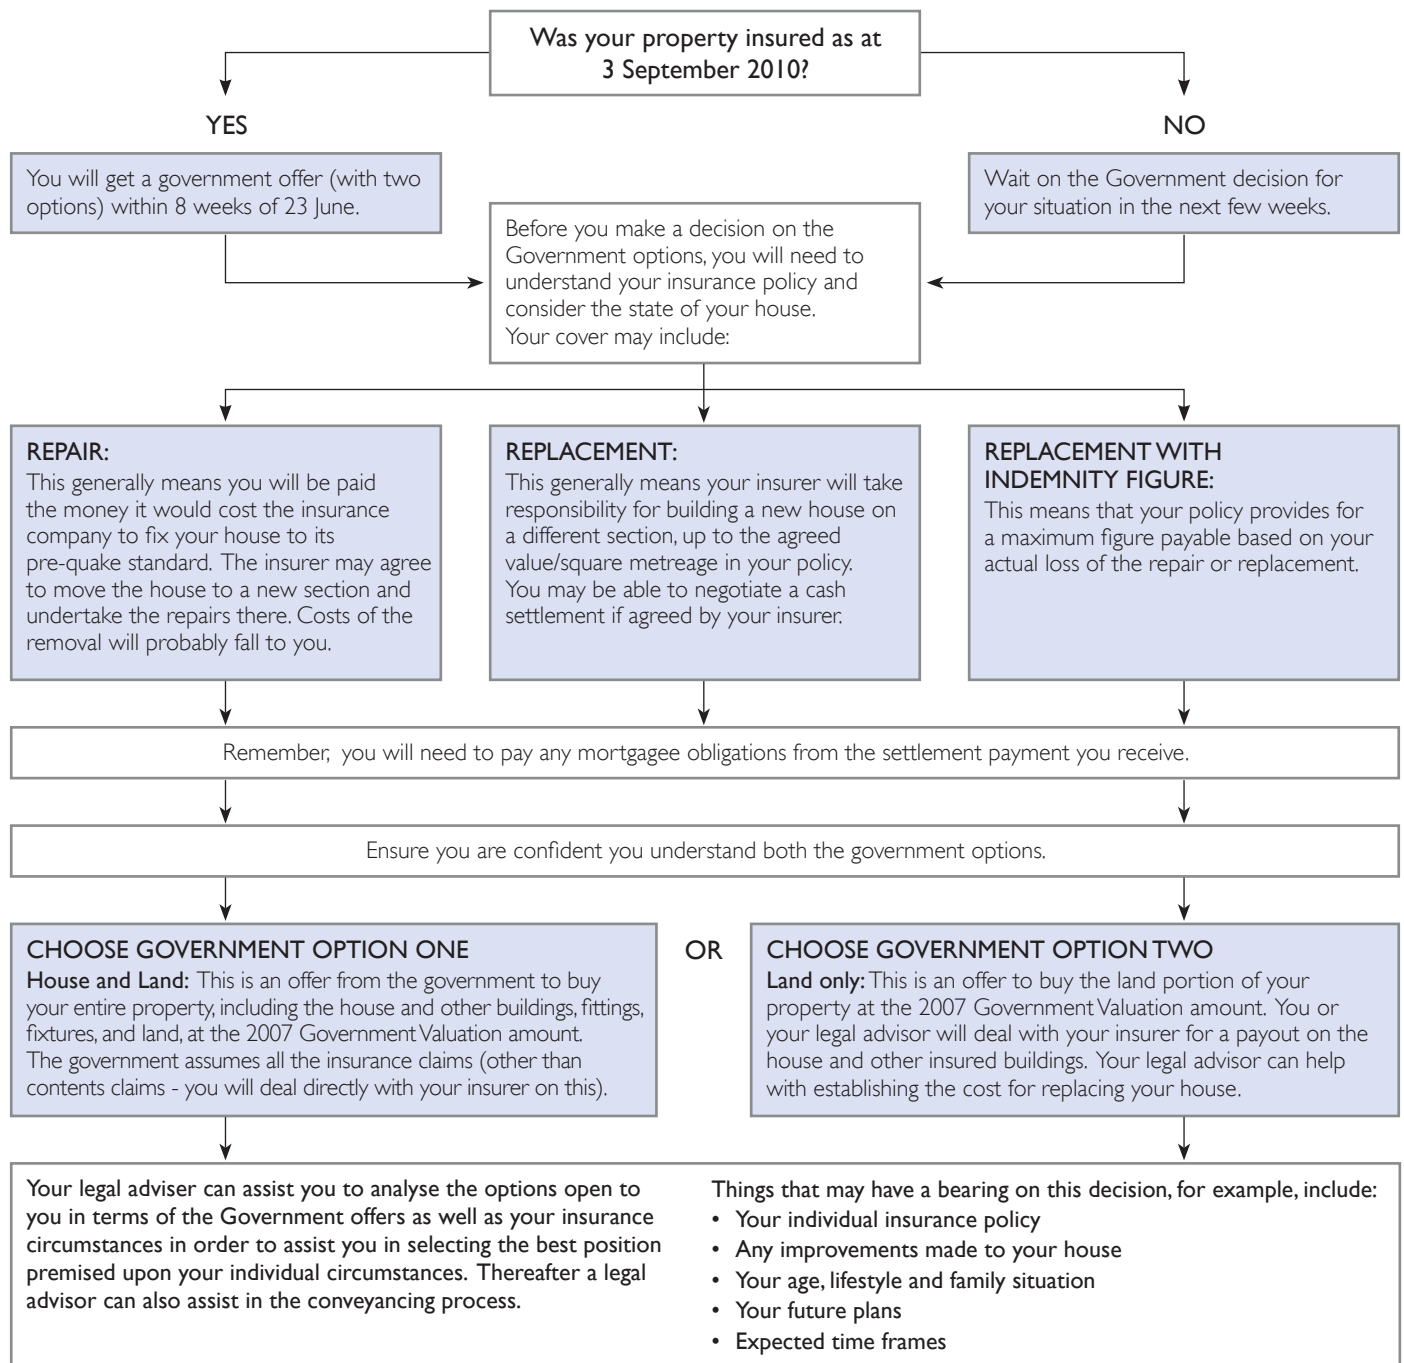 Was your property insured as at
3 September 2010?
YES
NO
You will get a government offer (with two
options) within 8 weeks of 23 June.
Wait on the Government decision for
your situation in the next few weeks.
Before you make a decision on the
Government options, you will need to
understand your insurance policy and
consider the state of your house.
Your cover may include:
REPAIR:
This generally means you will be paid
the money it would cost the insurance
company to fix your house to its
pre-quake standard. The insurer may agree
to move the house to a new section and
undertake the repairs there. Costs of the
removal will probably fall to you.
REPLACEMENT:
This generally means your insurer will take
responsibility for building a new house on
a different section, up to the agreed
value/square metreage in your policy.
You may be able to negotiate a cash
settlement if agreed by your insurer.
REPLACEMENT WITH
INDEMNITY FIGURE:
This means that your policy provides for
a maximum figure payable based on your
actual loss of the repair or replacement.
Remember, you will need to pay any mortgagee obligations from the settlement payment you receive.
Ensure you are confident you understand both the government options.
CHOOSE GOVERNMENT OPTION ONE
House and Land: This is an offer from the government to buy
your entire property, including the house and other buildings, fittings,
fixtures, and land, at the 2007 Government Valuation amount.
The government assumes all the insurance claims (other than
contents claims - you will deal directly with your insurer on this).
OR
CHOOSE GOVERNMENT OPTION TWO
Land only: This is an offer to buy the land portion of your
property at the 2007 Government Valuation amount. You or
your legal advisor will deal with your insurer for a payout on the
house and other insured buildings. Your legal advisor can help
with establishing the cost for replacing your house.
Your legal adviser can assist you to analyse the options open to
you in terms of the Government offers as well as your insurance
circumstances in order to assist you in selecting the best position
premised upon your individual circumstances. Thereafter a legal
advisor can also assist in the conveyancing process.
Things that may have a bearing on this decision, for example, include:
• Your individual insurance policy
• Any improvements made to your house
• Your age, lifestyle and family situation
• Your future plans
• Expected time frames